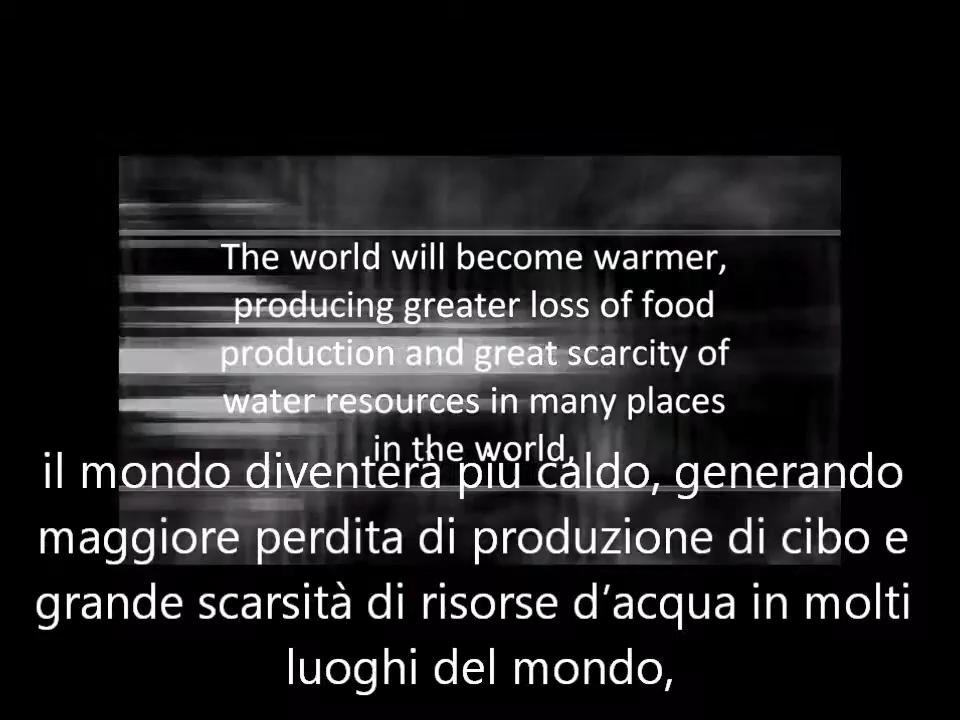 The world will become warmer,
producing greater loss of food
production and great scarcity of
water resources in many places
in the world,
il mondo diventerà più caldo, generando
maggiore perdita di produzione di cibo e
grande scarsità di risorse d’acqua in molti
luoghi del mondo,